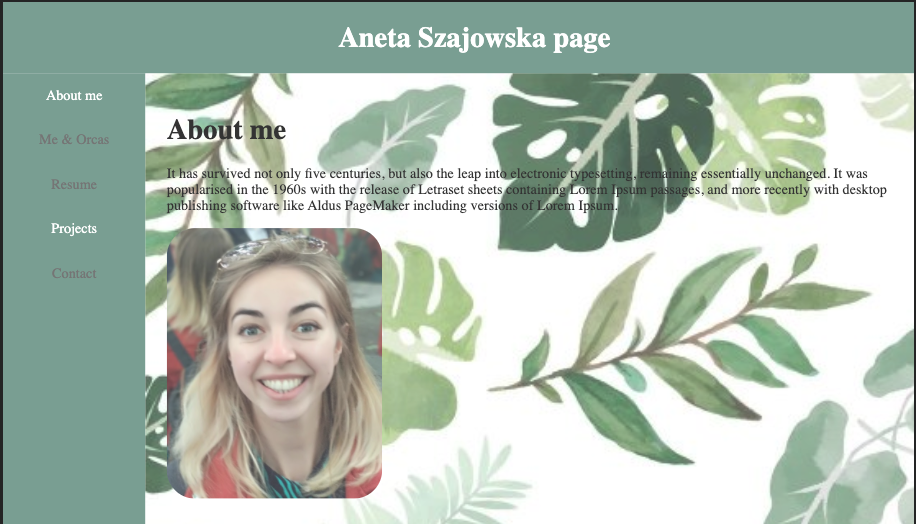 Aneta Szajowska page
About me
Me & Orcas
Resume
Projects
Contact
About me
It has survived not only five centuries, but also the leap into electronic typesetting, remaining essentially unchanged. It was
popularised in the 1960s with the release of Letraset sheets containing Lorem Ipsum passages, and more recently with desktop
publishing software like Aldus PageMaker including versions of Lorem Ipsum.